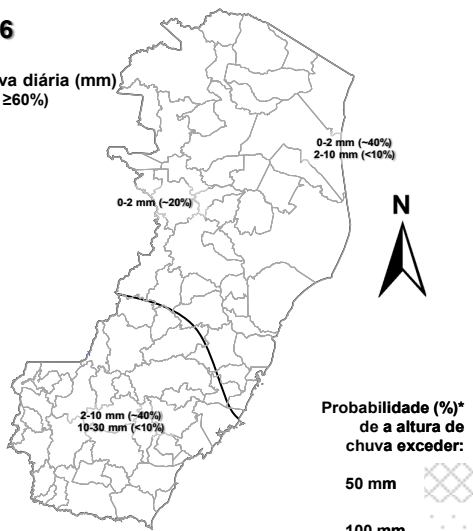 6
va diária (mm)
≥60%)
0-2 mm (~40%)
2-10 mm (<10%)
0-2 mm (~20%)
N
2-10 mm (~40%)
10-30 mm (<10%)
Probabilidade (%)*
de a altura de
chuva exceder:
50 mm
100 mm